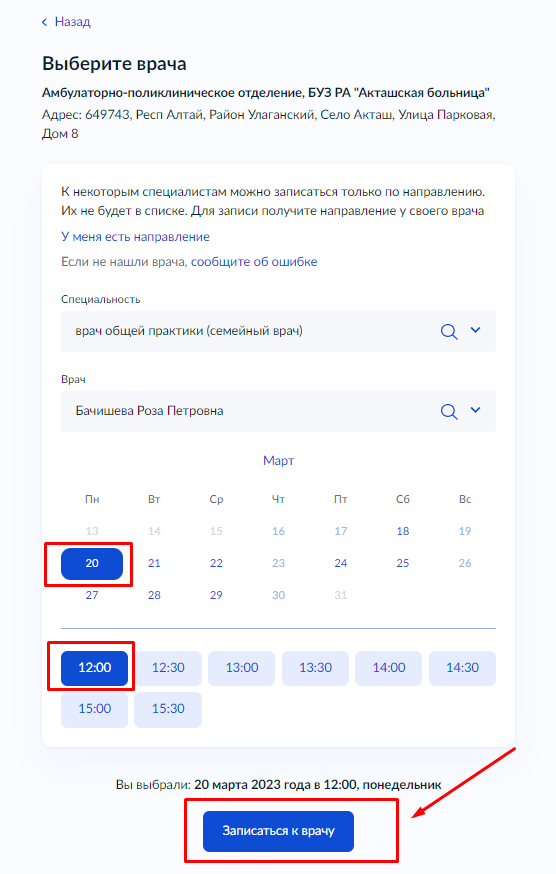 Назад
Выберите врача
Амбулаторно-поликлиническое отделение, БУЗ РА "Акташская больница"
Адрес: 649743, Респ Алтай, Район Улаганский, Село Акташ, Улица Парковая,
Дом 8
К некоторым специалистам можно записаться только по направлению.
Их не будет в списке. Для записи получите направление у своего врача
У меня есть направление
Если не нашли врача, сообщите об ошибке
Специальность
врач общей практики (семейный врач)
Врач
Бачишева Роза Петровна
Март
Пн Вт Ср Чт Пт Сб Вс
13 14 15 16 17 18 19
20 21 22 23 24 25 26
27 28 29 30 31
12:00 12:30 13:00 13:30 14:00 14:30
15:00 15:30
Вы выбрали: 20 марта 2023 года в 12:00, понедельник
Записаться к врачу